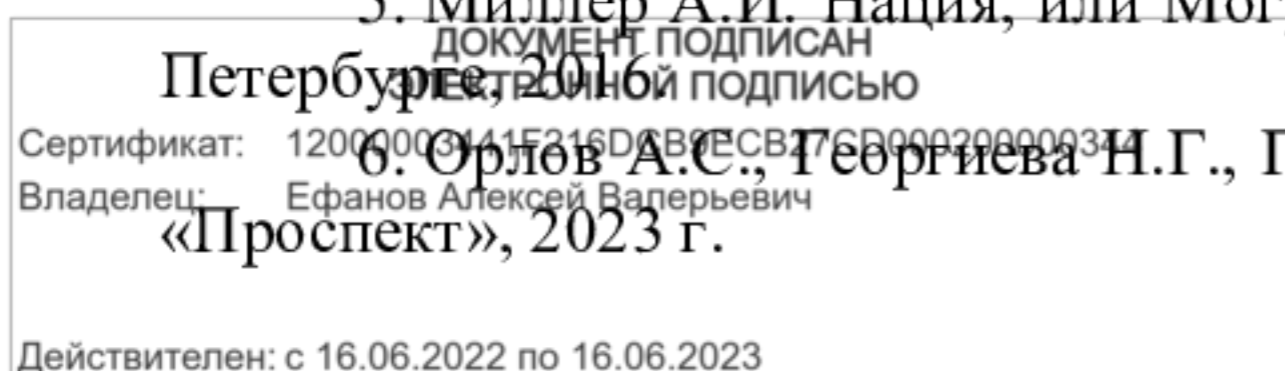 5. Миллер А.И. Нация, или Мог
ДОКУМЕНТ ПОДПИСАН
Петербурге, 2016.
ЭЛЕКТРОННОЙ ПОДПИСЬЮ
Сертификат:
6. Орлов А.С., Георгиева Н.Г.,
Владелец: Ефанов Алексей Валерьевич
«Проспект», 2023 г.
Действителен: с 16.06.2022 по 16.06.2023